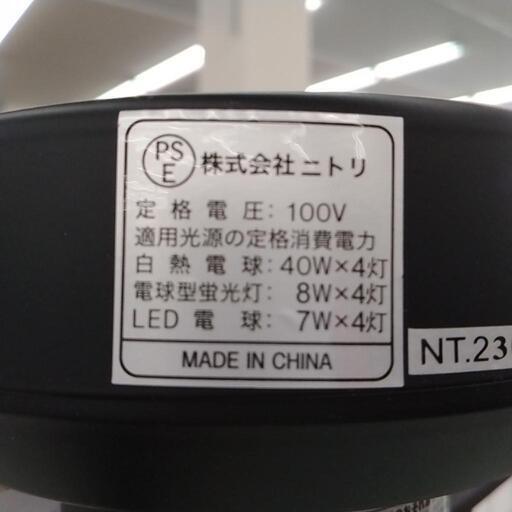 PS
E
株式会社ニトリ
定格電圧: 100V
適用光源の定格消費電力
白熱電球: 40W×4灯
電球型蛍光灯: 8W×4灯
LED電球: 7W×4灯
MADE IN CHINA
NT.23